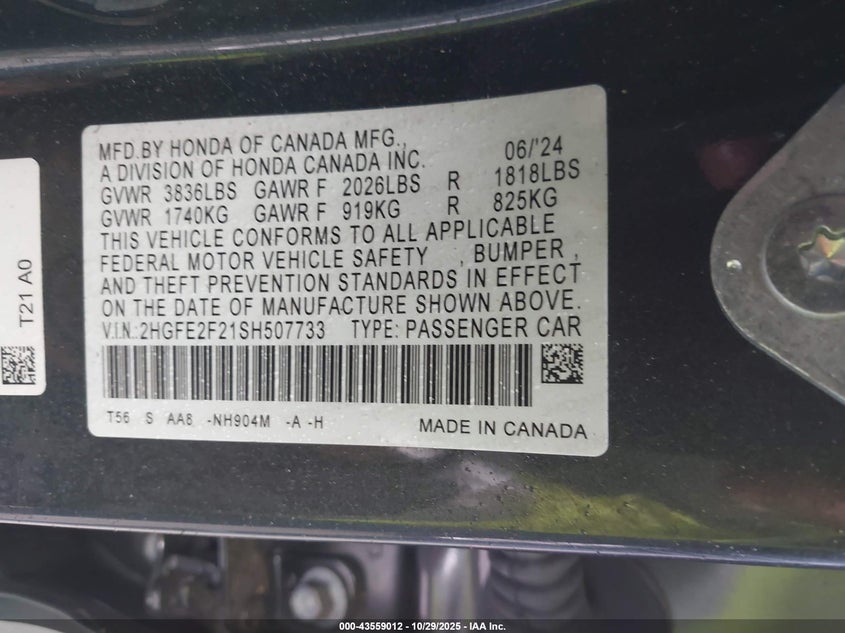 MFD.BY HONDA OF CANADA MFG., 06/'24
A DIVISION OF HONDA CANADA INC.
GVWR 3836LBS GAWR F 2026LBS R 1818LBS
GVWR 1740KG GAWR F 919KG R 825KG
THIS VEHICLE CONFORMS TO ALL APPLICABLE
FEDERAL MOTOR VEHICLE SAFETY , BUMPER ,
AND THEFT PREVENTION STANDARDS IN EFFECT
ON THE DATE OF MANUFACTURE SHOWN ABOVE.
V.I.N.:2HGFE2F21SH507733 TYPE: PASSENGER CAR
T56 S AA8 -NH904M -A -H MADE IN CANADA
T21 A0
000-43559012 | 10/29/2025 - IAA Inc.